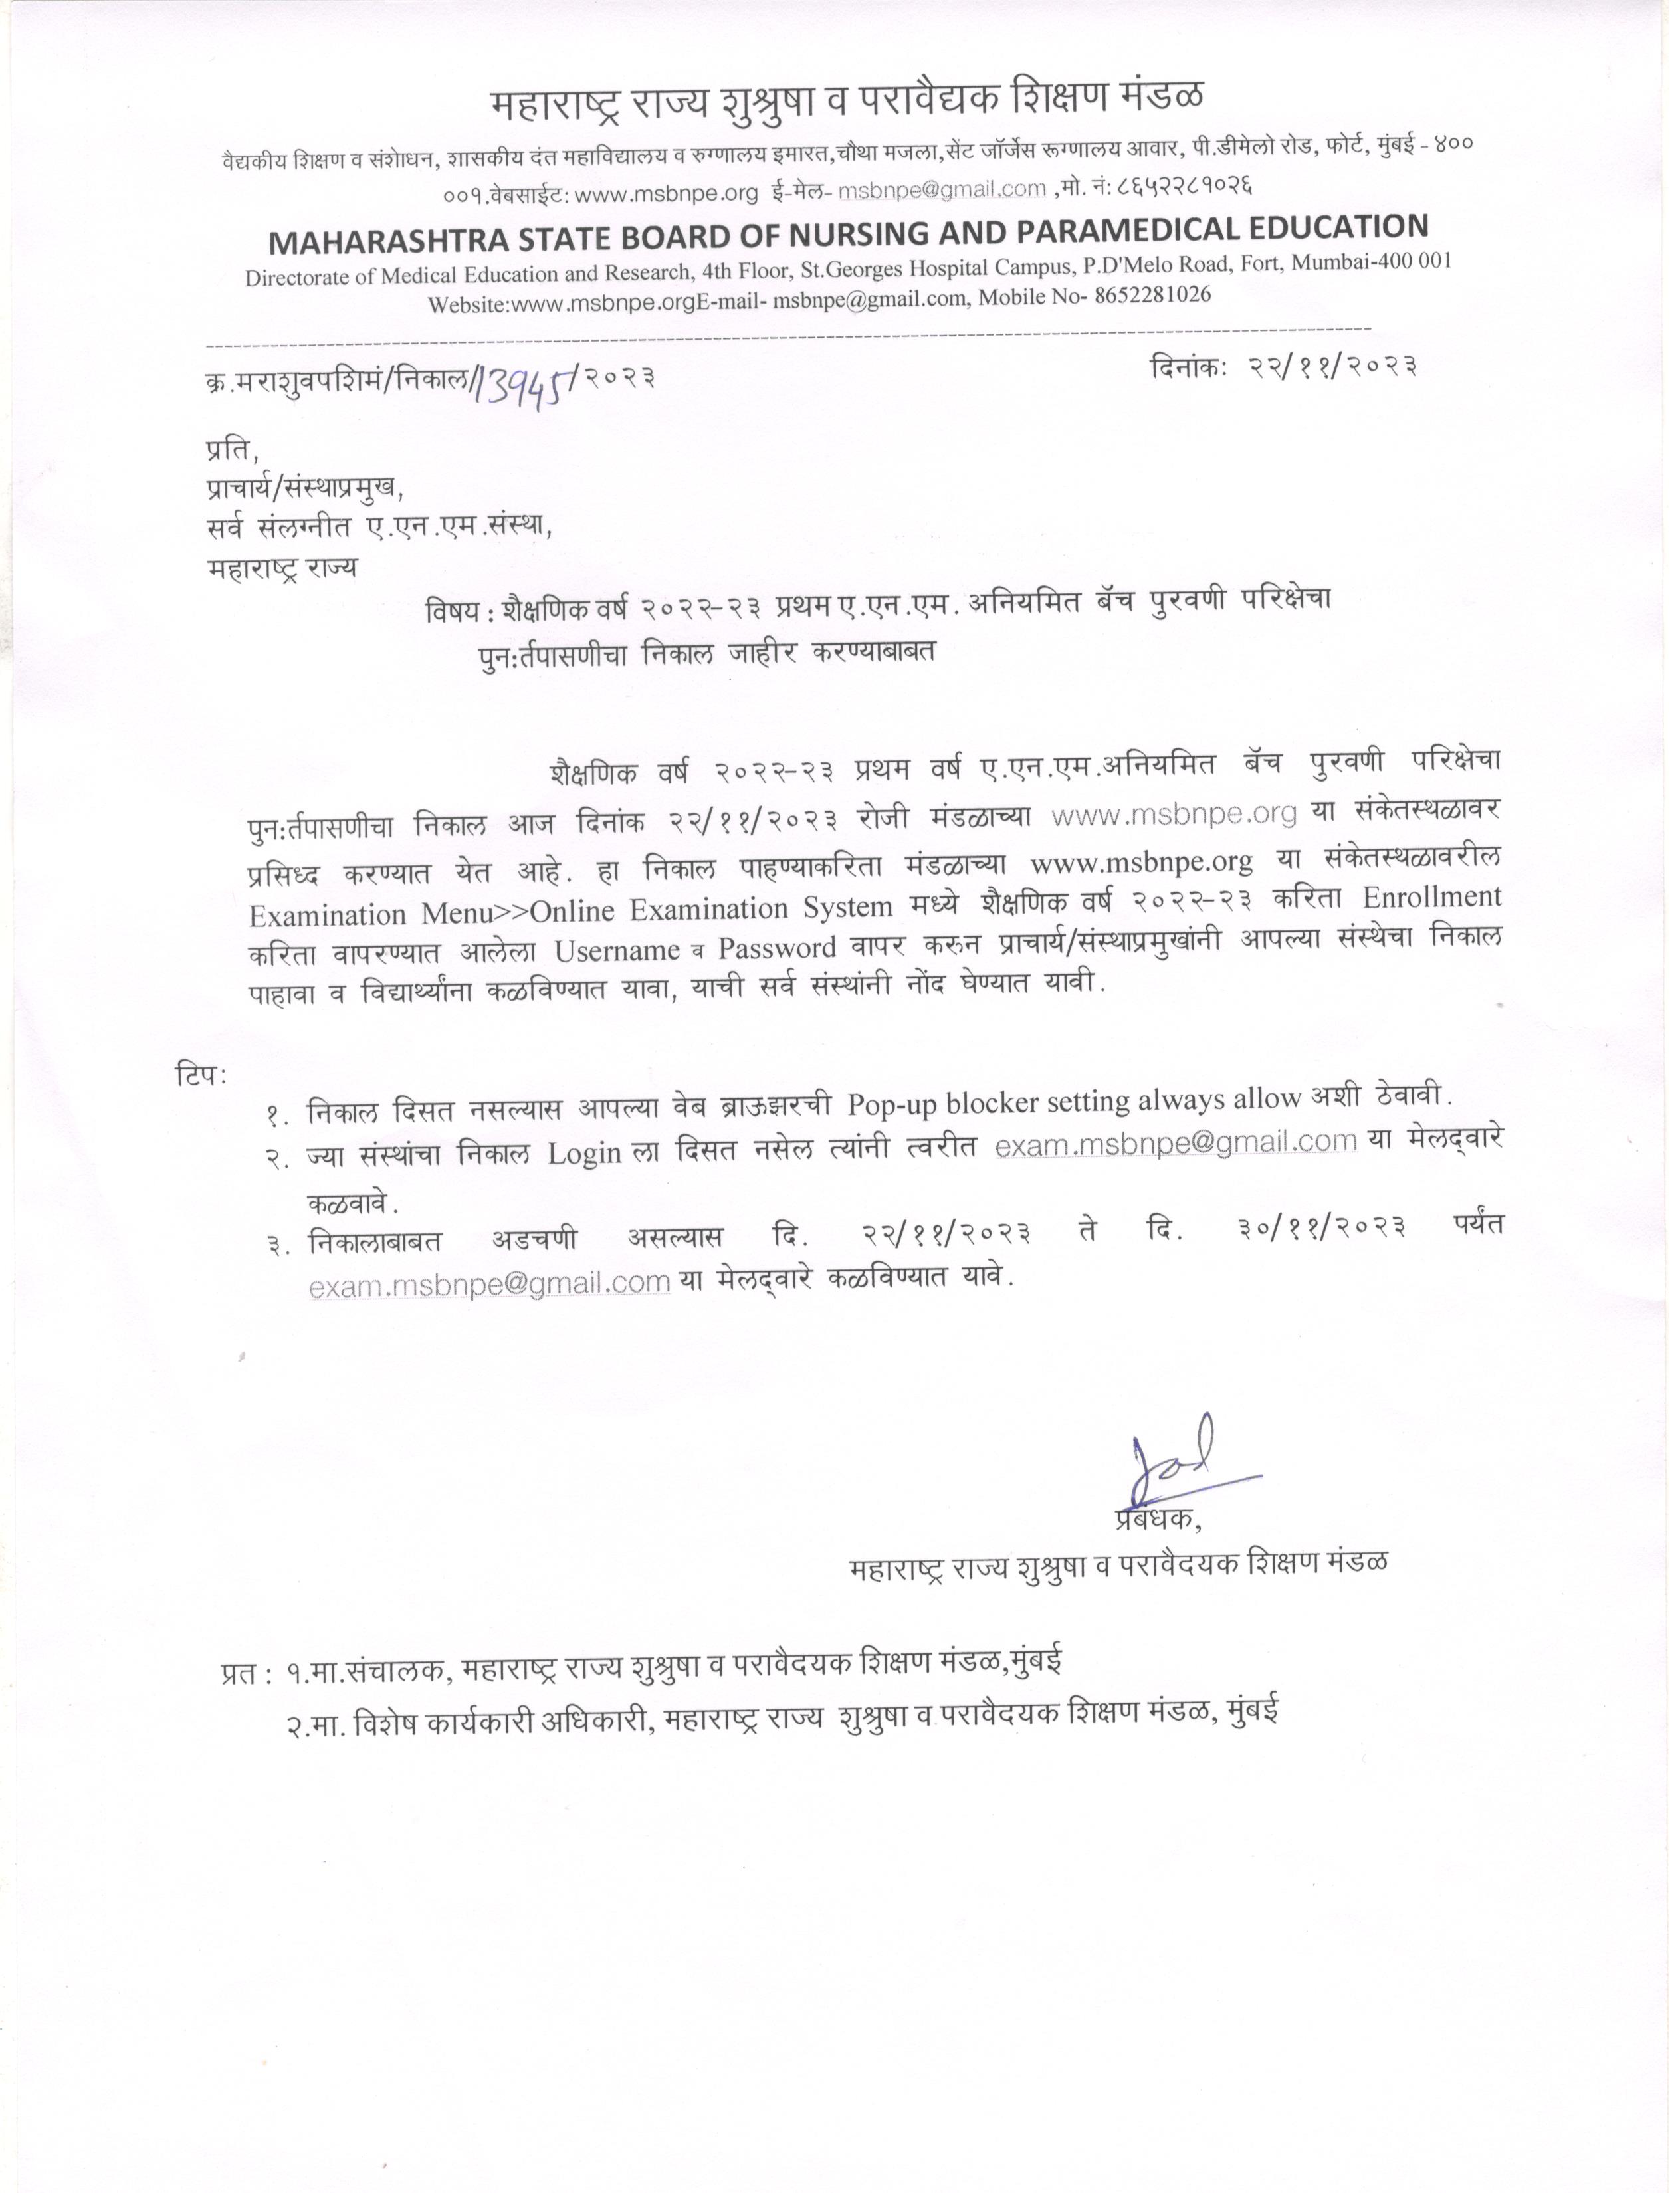 महाराष्ट्र राज्य शुश्रुषा व परावैद्यक शिक्षण मंडळ
वैद्यकीय शिक्षण व संशोधन, शासकीय दंत महाविद्यालय व रुग्णालय इमारत,चौथा मजला,सेंट जॉर्जेस रूग्णालय आवार, पी.डीमेलो रोड, फोर्ट, मुंबई - ४००
००१.वेबसाईट: www.msbnpe.org ई-मेल- msbnpe@gmail.com ,मो. नं: ८६५२२८१०२६
MAHARASHTRA STATE BOARD OF NURSING AND PARAMEDICAL EDUCATION
Directorate of Medical Education and Research, 4th Floor, St.Georges Hospital Campus, P.D'Melo Road, Fort, Mumbai-400 001
Website:www.msbnpe.orgE-mail- msbnpe@gmail.com, Mobile No- 8652281026
क्र.मराशुवपशिमं/निकाल/13945/२०२३ दिनांक: २२/११/२०२३
प्रति,
प्राचार्य/संस्थाप्रमुख,
सर्व संलग्नीत ए.एन.एम.संस्था,
महाराष्ट्र राज्य
विषय : शैक्षणिक वर्ष २०२२-२३ प्रथम ए.एन.एम. अनियमित बॅच पुरवणी परिक्षेचा
पुन:र्तपासणीचा निकाल जाहीर करण्याबाबत
शैक्षणिक वर्ष २०२२-२३ प्रथम वर्ष ए.एन.एम.अनियमित बॅच पुरवणी परिक्षेचा
पुन:र्तपासणीचा निकाल आज दिनांक २२/११/२०२३ रोजी मंडळाच्या www.msbnpe.org या संकेतस्थळावर
प्रसिध्द करण्यात येत आहे. हा निकाल पाहण्याकरिता मंडळाच्या www.msbnpe.org या संकेतस्थळावरील
Examination Menu>>Online Examination System मध्ये शैक्षणिक वर्ष २०२२-२३ करिता Enrollment
करिता वापरण्यात आलेला Username व Password वापर करुन प्राचार्य/संस्थाप्रमुखांनी आपल्या संस्थेचा निकाल
पाहावा व विद्यार्थ्यांना कळविण्यात यावा, याची सर्व संस्थांनी नोंद घेण्यात यावी.
टिप:
१. निकाल दिसत नसल्यास आपल्या वेब ब्राऊझरची Pop-up blocker setting always allow अशी ठेवावी.
२. ज्या संस्थांचा निकाल Login ला दिसत नसेल त्यांनी त्वरीत exam.msbnpe@gmail.com या मेलद्वारे
कळवावे.
३. निकालाबाबत अडचणी असल्यास दि. २२/११/२०२३ ते दि. ३०/११/२०२३ पर्यंत
exam.msbnpe@gmail.com या मेलद्वारे कळविण्यात यावे.
प्रबंधक,
महाराष्ट्र राज्य शुश्रुषा व परावैदयक शिक्षण मंडळ
प्रत : १.मा.संचालक, महाराष्ट्र राज्य शुश्रुषा व परावैदयक शिक्षण मंडळ,मुंबई
२.मा. विशेष कार्यकारी अधिकारी, महाराष्ट्र राज्य शुश्रुषा व परावैदयक शिक्षण मंडळ, मुंबई